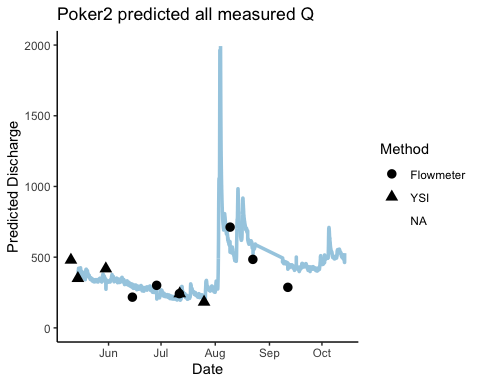 Poker2 predicted all measured Q
2000
1500
1000
500
0
Predicted Discharge
Jun
Jul
Aug
Sep
Oct
Date
Method
Flowmeter
YSI
NA